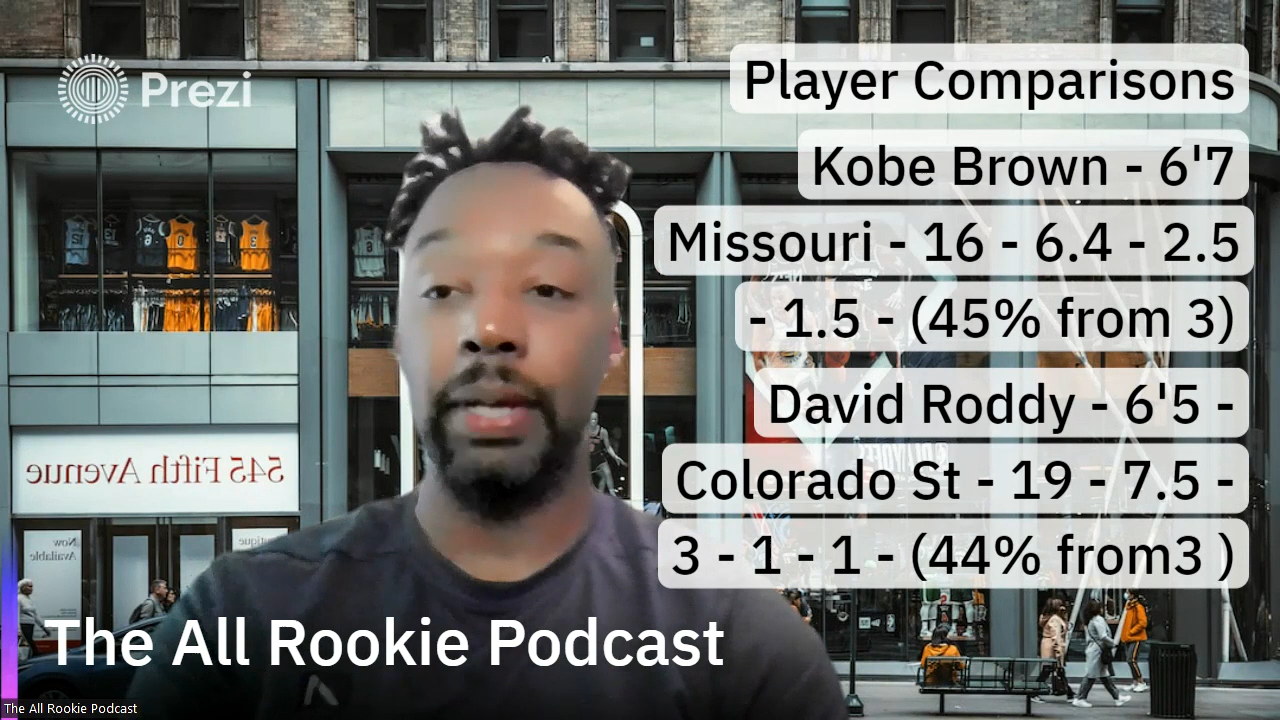 Prezi
Player Comparisons
Kobe Brown - 6'7
Missouri - 16 - 6.4 - 2.5
- 1.5 - (45% from 3)
David Roddy - 6'5 -
Colorado St - 19 - 7.5 -
3 - 1 - 1 - (44% from3 )
545 Fifth Avenue
Now
Available
The All Rookie Podcast
The All Rookie Podcast